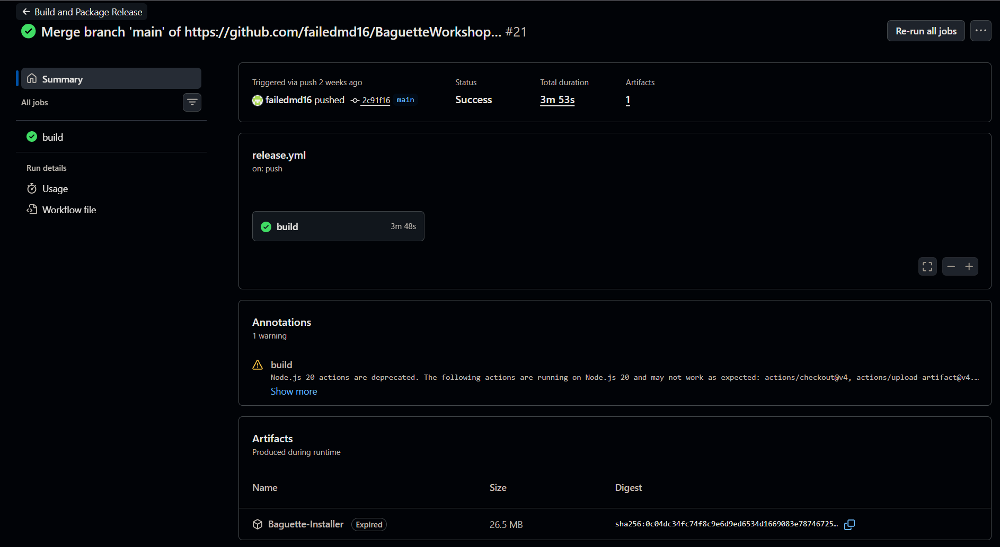 Build and Package Release
Merge branch 'main' of https://github.com/failedmd16/BaguetteWorkshop... #21
Re-run all jobs
Summary
All jobs
build
Run details
Usage
Workflow file
Triggered via push 2 weeks ago
failedmd16 pushed 2c91f16 main
Status
Success
Total duration
3m 53s
Artifacts
1
release.yml
on: push
build 3m 48s
Annotations
1 warning
build
Node.js 20 actions are deprecated. The following actions are running on Node.js 20 and may not work as expected: actions/checkout@v4, actions/upload-artifact@v4.…
Show more
Artifacts
Produced during runtime
Name Size Digest
Baguette-Installer Expired 26.5 MB sha256:0c04dc34fc74f8c9e6d9ed6534d1669083e78746725…